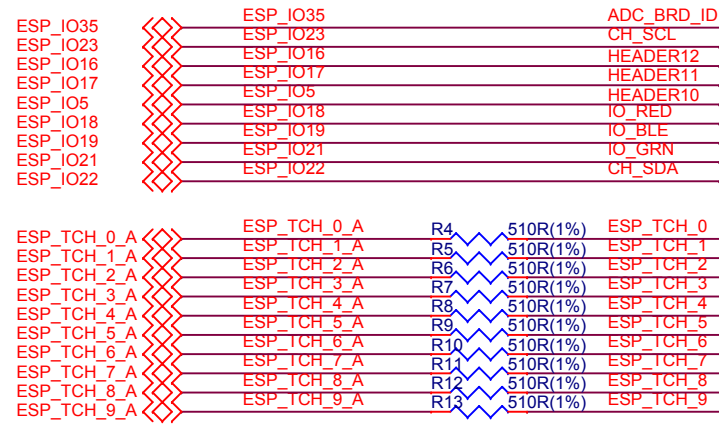 ESP_IO35 ESP_IO35 ADC_BRD_ID
ESP_IO23 ESP_IO23 CH_SCL
ESP_IO16 ESP_IO16 HEADER12
ESP_IO17 ESP_IO17 HEADER11
ESP_IO5 ESP_IO5 HEADER10
ESP_IO18 ESP_IO18 IO_RED
ESP_IO19 ESP_IO19 IO_BLE
ESP_IO21 ESP_IO21 IO_GRN
ESP_IO22 ESP_IO22 CH_SDA
ESP_TCH_0_A ESP_TCH_0_A R4 510R(1%) ESP_TCH_0
ESP_TCH_1_A ESP_TCH_1_A R5 510R(1%) ESP_TCH_1
ESP_TCH_2_A ESP_TCH_2_A R6 510R(1%) ESP_TCH_2
ESP_TCH_3_A ESP_TCH_3_A R7 510R(1%) ESP_TCH_3
ESP_TCH_4_A ESP_TCH_4_A R8 510R(1%) ESP_TCH_4
ESP_TCH_5_A ESP_TCH_5_A R9 510R(1%) ESP_TCH_5
ESP_TCH_6_A ESP_TCH_6_A R10 510R(1%) ESP_TCH_6
ESP_TCH_7_A ESP_TCH_7_A R11 510R(1%) ESP_TCH_7
ESP_TCH_8_A ESP_TCH_8_A R12 510R(1%) ESP_TCH_8
ESP_TCH_9_A ESP_TCH_9_A R13 510R(1%) ESP_TCH_9